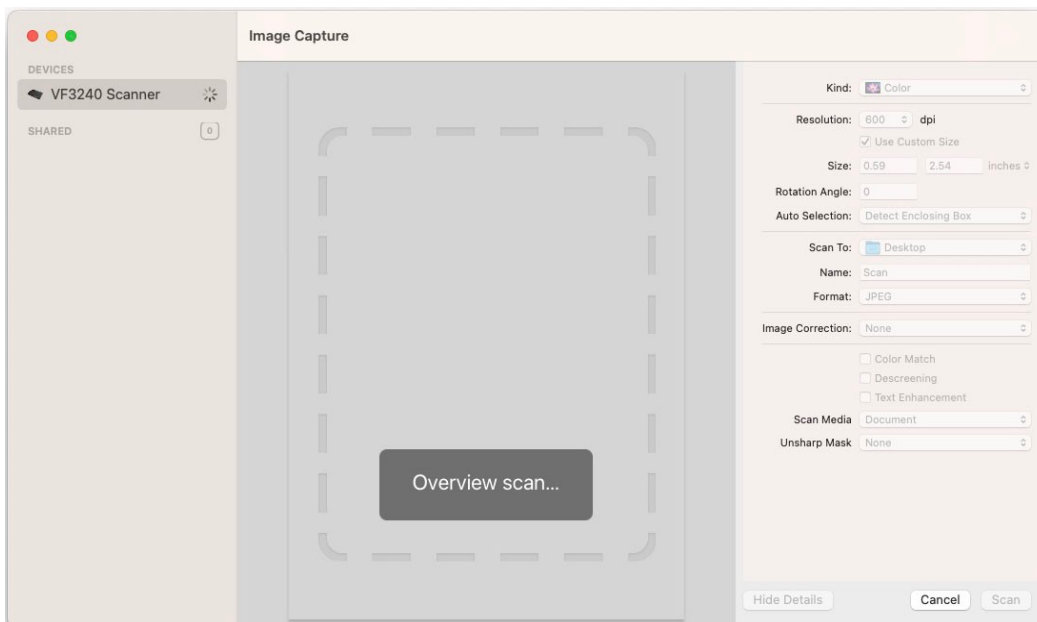 Image Capture
DEVICES
VF3240 Scanner
SHARED
0
Overview scan...
Kind: Color
Resolution: 600 dpi
Use Custom Size
Size: 0.59 2.54 inches
Rotation Angle: 0
Auto Selection: Detect Enclosing Box
Scan To: Desktop
Name: Scan
Format: JPEG
Image Correction: None
Color Match
Descreening
Text Enhancement
Scan Media Document
Unsharp Mask None
Hide Details Cancel Scan